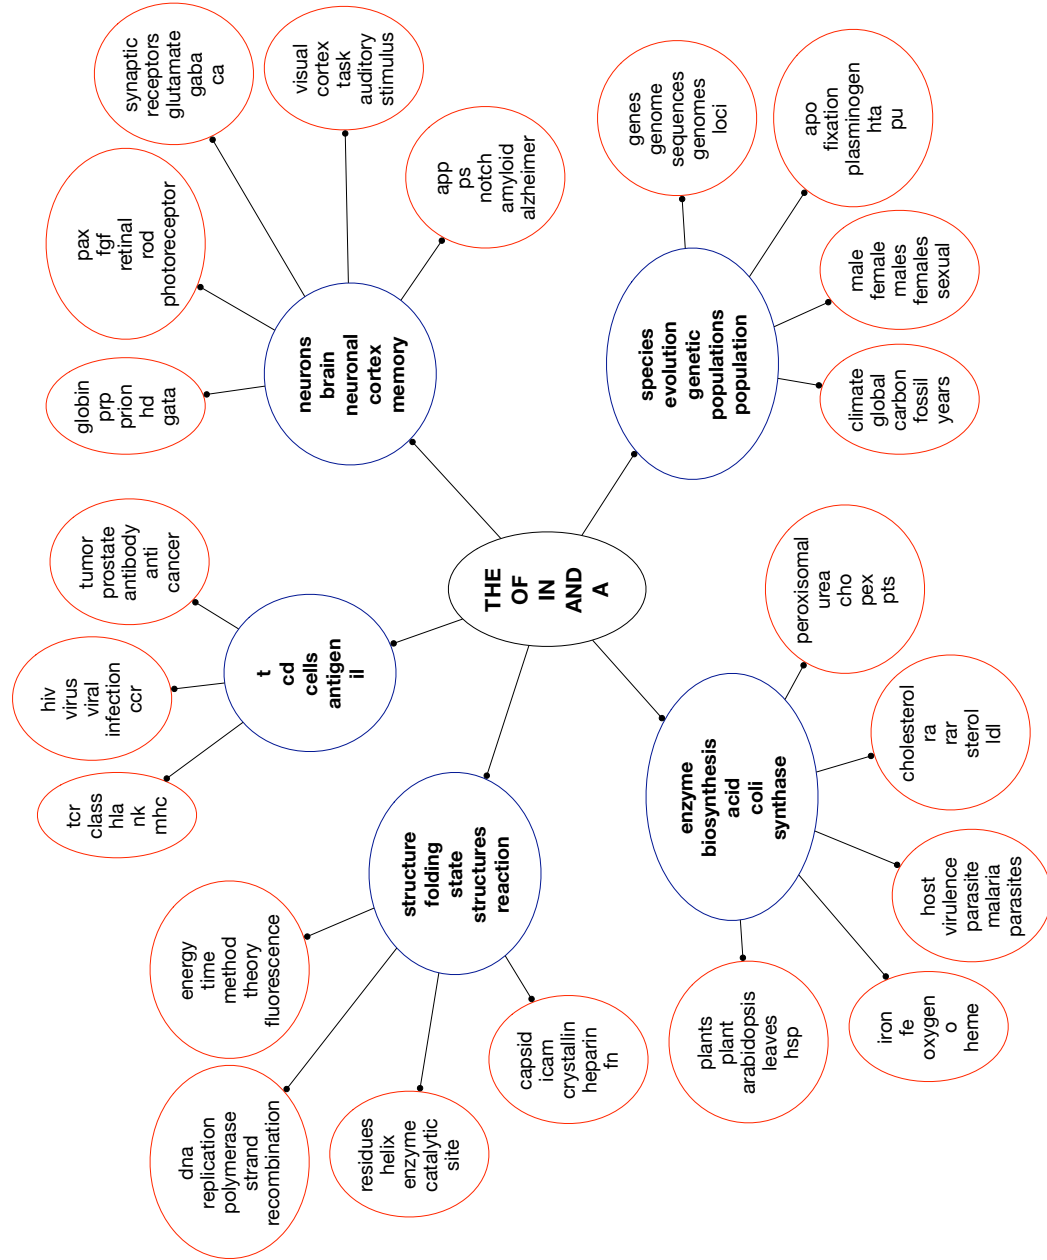 synaptic
receptors
glutamate
gaba
ca
visual
cortex
task
auditory
stimulus
pax
fgf
retinal
rod
photoreceptor
app
ps
notch
amyloid
alzheimer
globin
prp
prion
hd
gata
neurons
brain
neuronal
cortex
memory
genes
genome
sequences
genomes
loci
apo
fixation
plasminogen
hta
pu
male
female
males
females
sexual
climate
global
carbon
fossil
years
species
evolution
genetic
populations
population
tumor
prostate
antibody
anti
cancer
hiv
virus
viral
infection
ccr
tcr
class
hla
nk
mhc
t
cd
cells
antigen
il
THE
OF
IN
AND
A
structure
folding
state
structures
reaction
energy
time
method
theory
fluorescence
dna
replication
polymerase
strand
recombination
residues
helix
enzyme
catalytic
site
capsid
icam
crystallin
heparin
fn
enzyme
biosynthesis
acid
coli
synthase
peroxisomal
urea
cho
pex
pts
cholesterol
ra
rar
sterol
ldl
host
virulence
parasite
malaria
parasites
iron
fe
oxygen
o
heme
plants
plant
arabidopsis
leaves
hsp